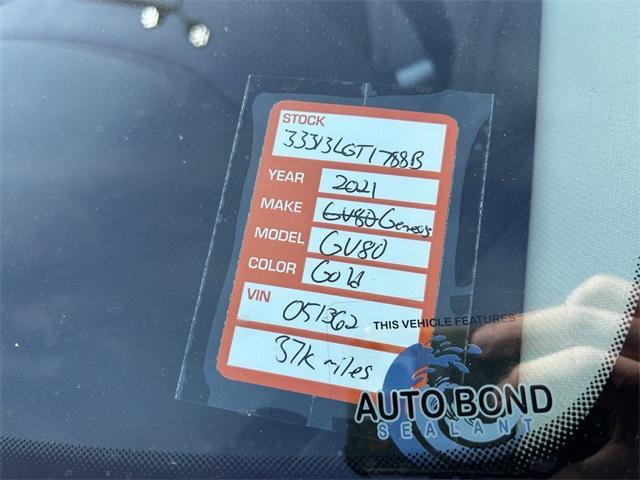 STOCK
33313LGT1788B
YEAR 2021
MAKE GV80 Genesis
MODEL GV80
COLOR Gold
VIN
051362
37k miles
THIS VEHICLE FEATURES
AUTO BOND
SEALANT